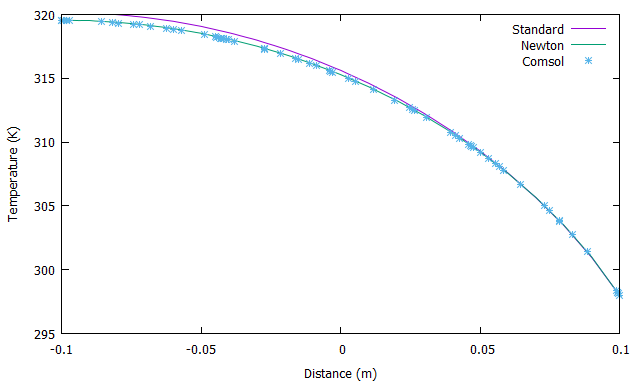 320
315
310
305
300
295
Temperature (K)
Standard
Newton
Comsol
-0.1
-0.05
0
0.05
0.1
Distance (m)